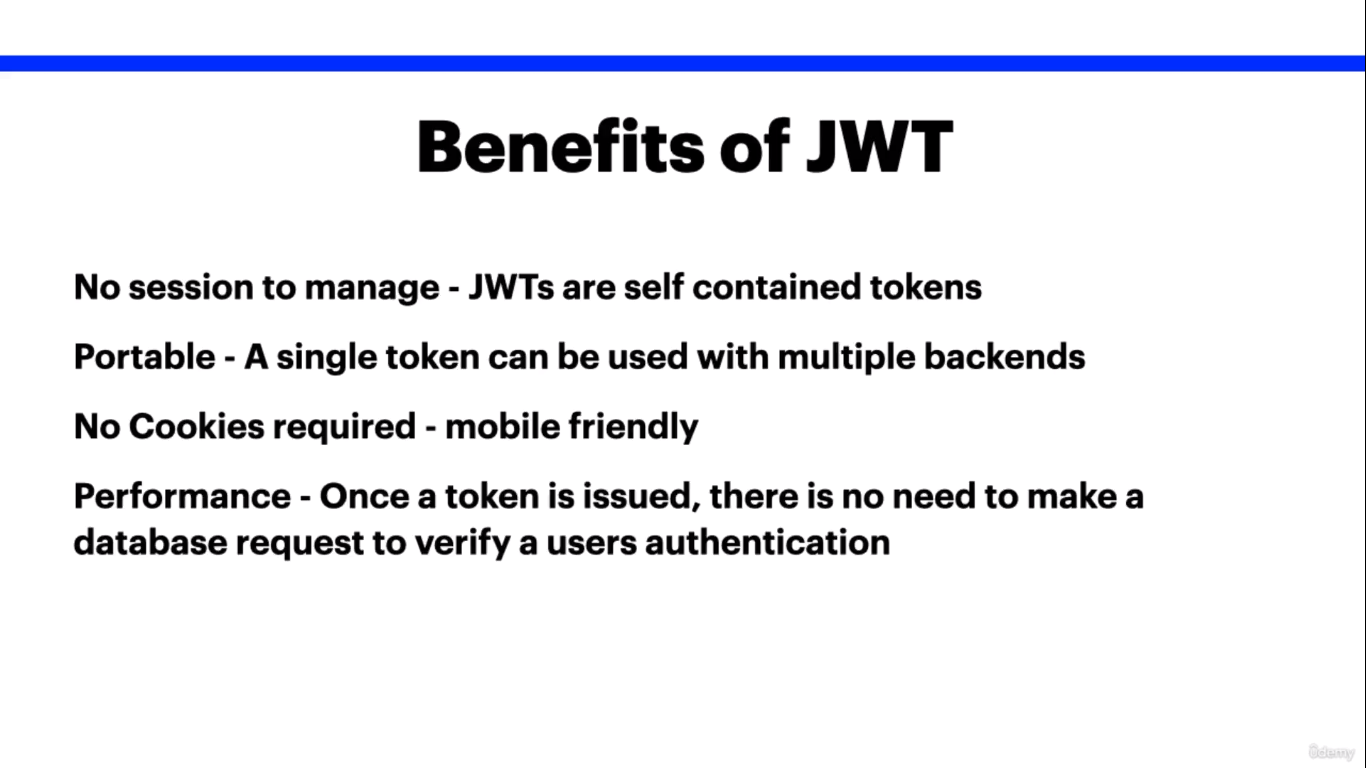 Benefits of JWT
No session to manage - JWTs are self contained tokens
Portable - A single token can be used with multiple backends
No Cookies required - mobile friendly
Performance - Once a token is issued, there is no need to make a
database request to verify a users authentication
ûdemy